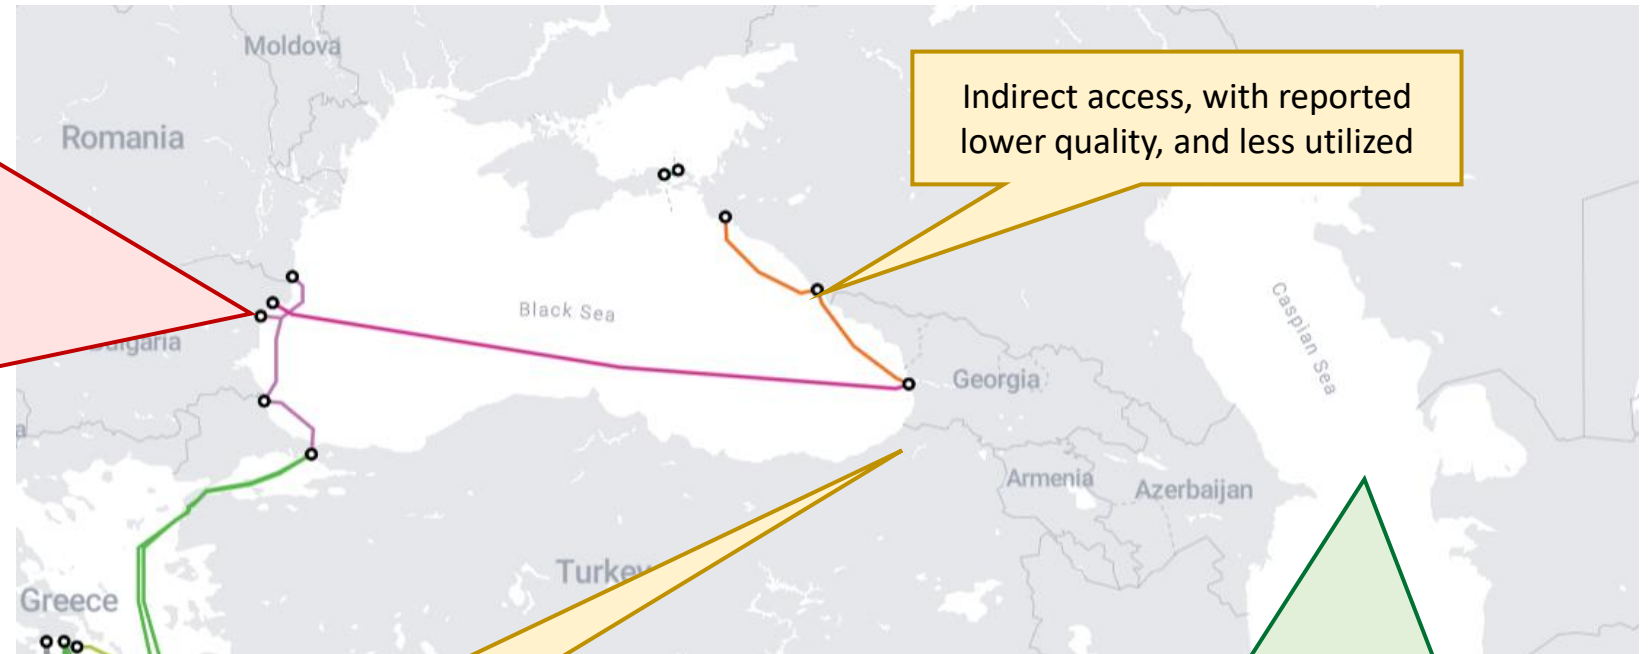 Moldova
Indirect access, with reported
lower quality, and less utilized
Romania
Black Sea
Caspian Sea
Bulgaria
Georgia
Armenia
Azerbaijan
Turkey
Greece